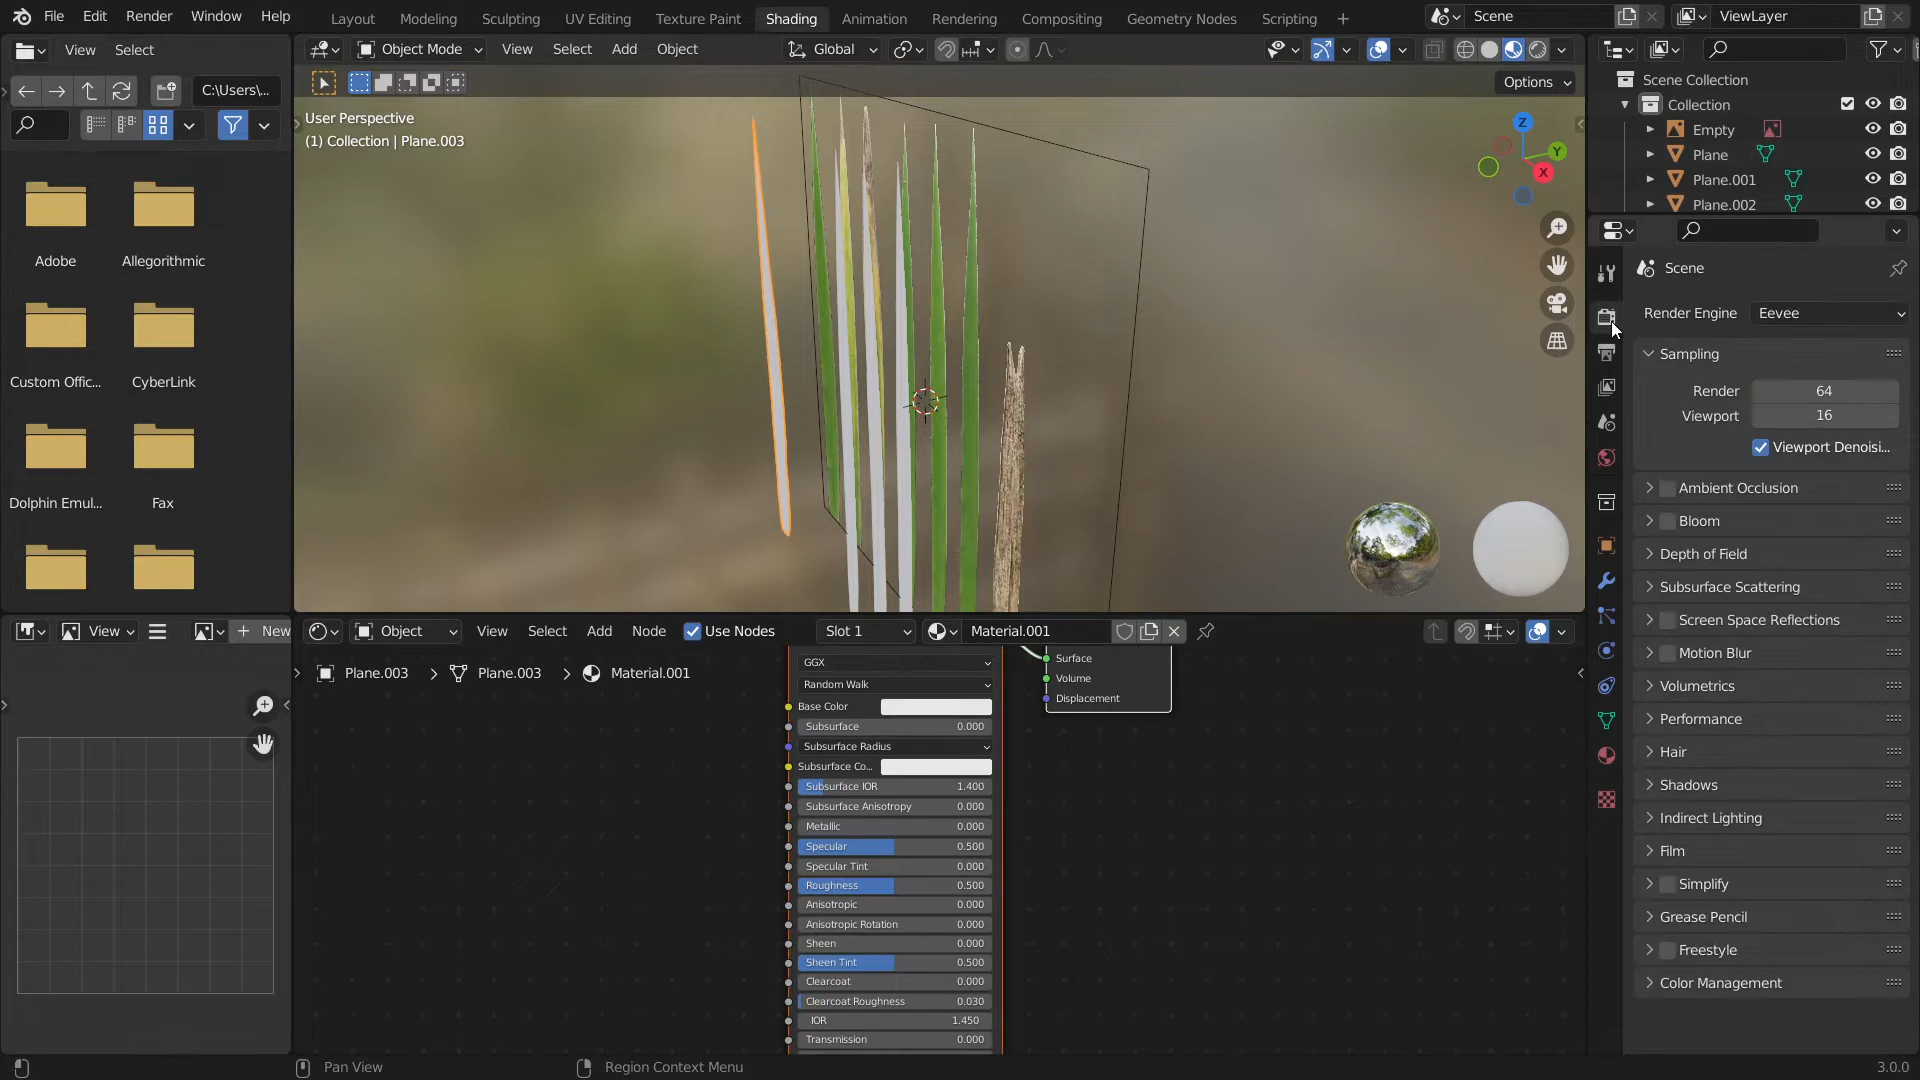 File Edit Render Window Help
Layout Modeling Sculpting UV Editing Texture Paint Shading Animation Rendering Compositing Geometry Nodes Scripting
Scene
ViewLayer
View Select
Object Mode View Select Add Object
Global
C:\Users\...
Options
User Perspective
(1) Collection | Plane.003
Z
Y
X
Adobe
Allegorithmic
Custom Offic...
CyberLink
Dolphin Emul...
Fax
Scene Collection
Collection
Empty
Plane
Plane.001
Plane.002
Scene
Render Engine
Eevee
Sampling
Render 64
Viewport 16
Viewport Denoisi...
Ambient Occlusion
Bloom
Depth of Field
Subsurface Scattering
Screen Space Reflections
Motion Blur
Volumetrics
Performance
Hair
Shadows
Indirect Lighting
Film
Simplify
Grease Pencil
Freestyle
Color Management
View
New
Object View Select Add Node Use Nodes Slot 1 Material.001
Plane.003 Plane.003 Material.001
GGX
Random Walk
Base Color
Subsurface 0.000
Subsurface Radius
Subsurface Co...
Subsurface IOR 1.400
Subsurface Anisotropy 0.000
Metallic 0.000
Specular 0.500
Specular Tint 0.000
Roughness 0.500
Anisotropic 0.000
Anisotropic Rotation 0.000
Sheen 0.000
Sheen Tint 0.500
Clearcoat 0.000
Clearcoat Roughness 0.030
IOR 1.450
Transmission 0.000
Surface
Volume
Displacement
Pan View
Region Context Menu
3.0.0